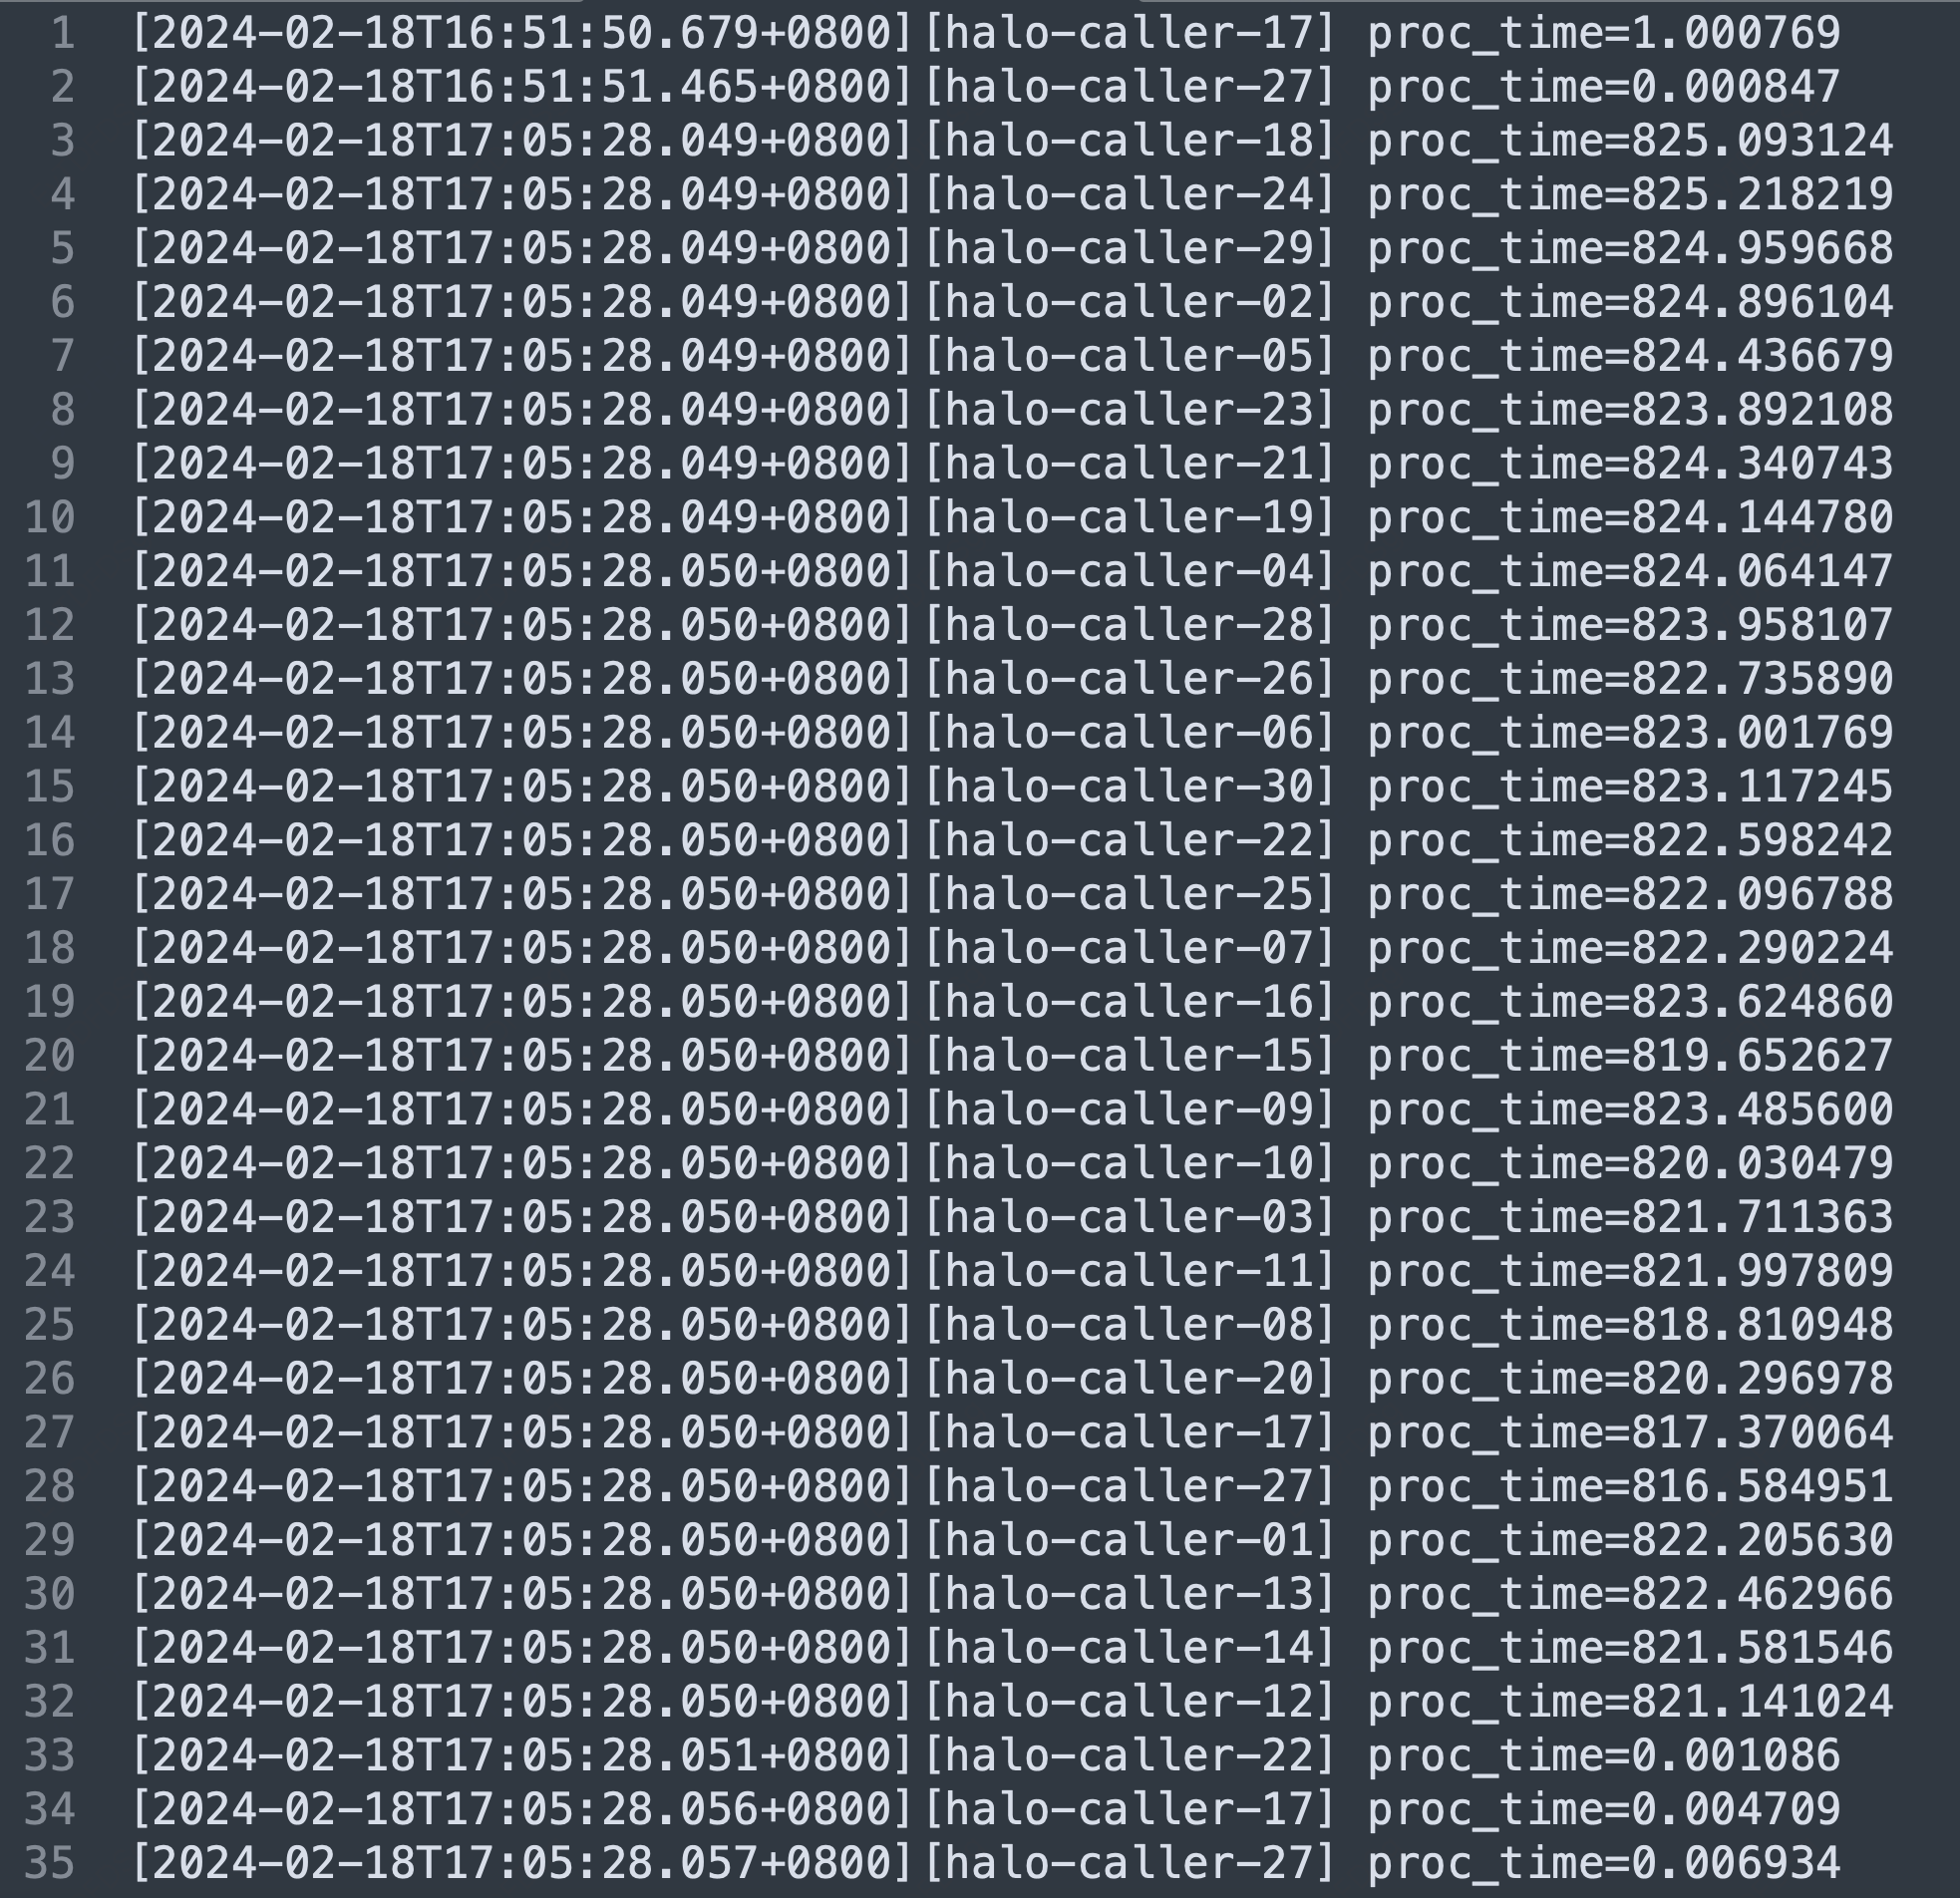 1 [2024-02-18T16:51:50.679+0800][halo-caller-17] proc_time=1.000769
2 [2024-02-18T16:51:51.465+0800][halo-caller-27] proc_time=0.000847
3 [2024-02-18T17:05:28.049+0800][halo-caller-18] proc_time=825.093124
4 [2024-02-18T17:05:28.049+0800][halo-caller-24] proc_time=825.218219
5 [2024-02-18T17:05:28.049+0800][halo-caller-29] proc_time=824.959668
6 [2024-02-18T17:05:28.049+0800][halo-caller-02] proc_time=824.896104
7 [2024-02-18T17:05:28.049+0800][halo-caller-05] proc_time=824.436679
8 [2024-02-18T17:05:28.049+0800][halo-caller-23] proc_time=823.892108
9 [2024-02-18T17:05:28.049+0800][halo-caller-21] proc_time=824.340743
10 [2024-02-18T17:05:28.049+0800][halo-caller-19] proc_time=824.144780
11 [2024-02-18T17:05:28.050+0800][halo-caller-04] proc_time=824.064147
12 [2024-02-18T17:05:28.050+0800][halo-caller-28] proc_time=823.958107
13 [2024-02-18T17:05:28.050+0800][halo-caller-26] proc_time=822.735890
14 [2024-02-18T17:05:28.050+0800][halo-caller-06] proc_time=823.001769
15 [2024-02-18T17:05:28.050+0800][halo-caller-30] proc_time=823.117245
16 [2024-02-18T17:05:28.050+0800][halo-caller-22] proc_time=822.598242
17 [2024-02-18T17:05:28.050+0800][halo-caller-25] proc_time=822.096788
18 [2024-02-18T17:05:28.050+0800][halo-caller-07] proc_time=822.290224
19 [2024-02-18T17:05:28.050+0800][halo-caller-16] proc_time=823.624860
20 [2024-02-18T17:05:28.050+0800][halo-caller-15] proc_time=819.652627
21 [2024-02-18T17:05:28.050+0800][halo-caller-09] proc_time=823.485600
22 [2024-02-18T17:05:28.050+0800][halo-caller-10] proc_time=820.030479
23 [2024-02-18T17:05:28.050+0800][halo-caller-03] proc_time=821.711363
24 [2024-02-18T17:05:28.050+0800][halo-caller-11] proc_time=821.997809
25 [2024-02-18T17:05:28.050+0800][halo-caller-08] proc_time=818.810948
26 [2024-02-18T17:05:28.050+0800][halo-caller-20] proc_time=820.296978
27 [2024-02-18T17:05:28.050+0800][halo-caller-17] proc_time=817.370064
28 [2024-02-18T17:05:28.050+0800][halo-caller-27] proc_time=816.584951
29 [2024-02-18T17:05:28.050+0800][halo-caller-01] proc_time=822.205630
30 [2024-02-18T17:05:28.050+0800][halo-caller-13] proc_time=822.462966
31 [2024-02-18T17:05:28.050+0800][halo-caller-14] proc_time=821.581546
32 [2024-02-18T17:05:28.050+0800][halo-caller-12] proc_time=821.141024
33 [2024-02-18T17:05:28.051+0800][halo-caller-22] proc_time=0.001086
34 [2024-02-18T17:05:28.056+0800][halo-caller-17] proc_time=0.004709
35 [2024-02-18T17:05:28.057+0800][halo-caller-27] proc_time=0.006934